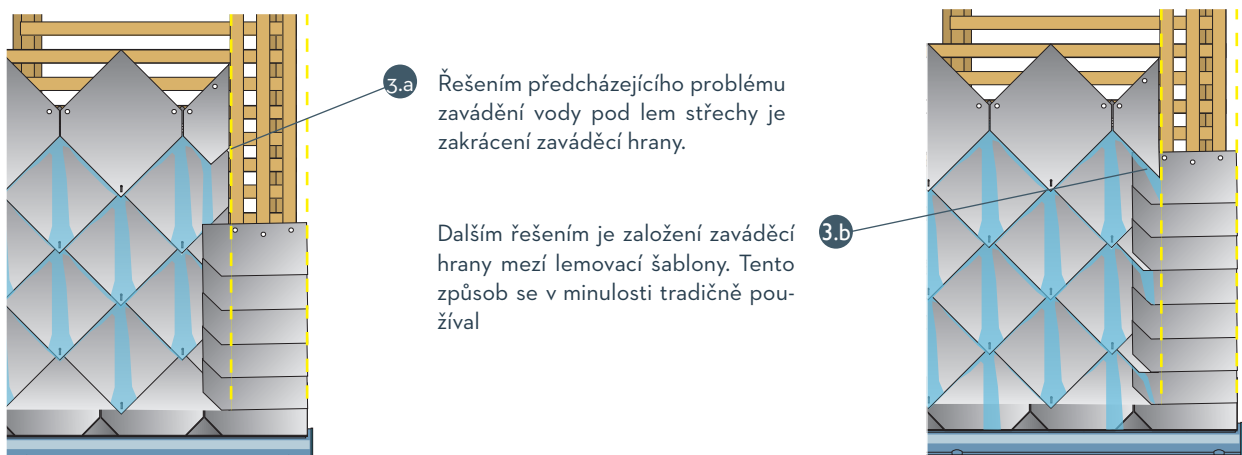 3.a
Řešením předcházejícího problému
zavádění vody pod lem střechy je
zakrácení zaváděcí hrany.
Dalším řešením je založení zaváděcí
hrany mezí lemovací šablony. Tento
způsob se v minulosti tradičně pou-
žíval
3.b